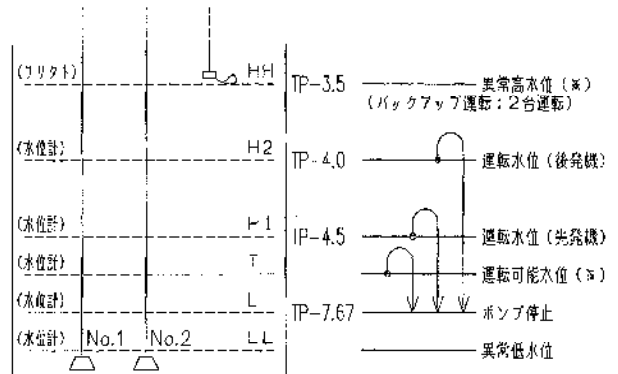 (フリクト) HH TP-3.5 異常高水位(※)
(バックアップ運転:2台運転)
(水位計) H2 TP-4.0 運転水位(後発機)
(水位計) H1 TP-4.5 運転水位(先発機)
(水位計) T 運転可能水位(※)
(水位計) L TP-7.67 ポンプ停止
(水位計) No.1 No.2 LL 異常低水位